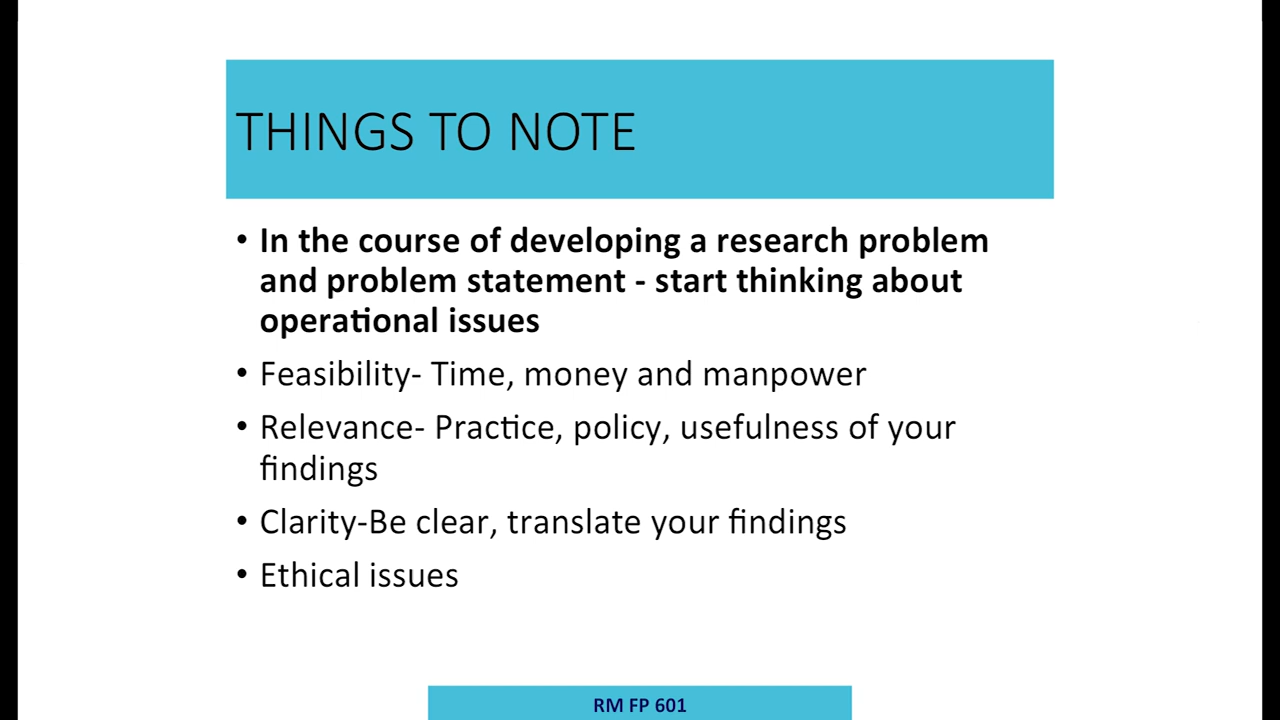 THINGS TO NOTE
• In the course of developing a research problem
and problem statement - start thinking about
operational issues
• Feasibility- Time, money and manpower
• Relevance- Practice, policy, usefulness of your
findings
• Clarity-Be clear, translate your findings
• Ethical issues
RM FP 601